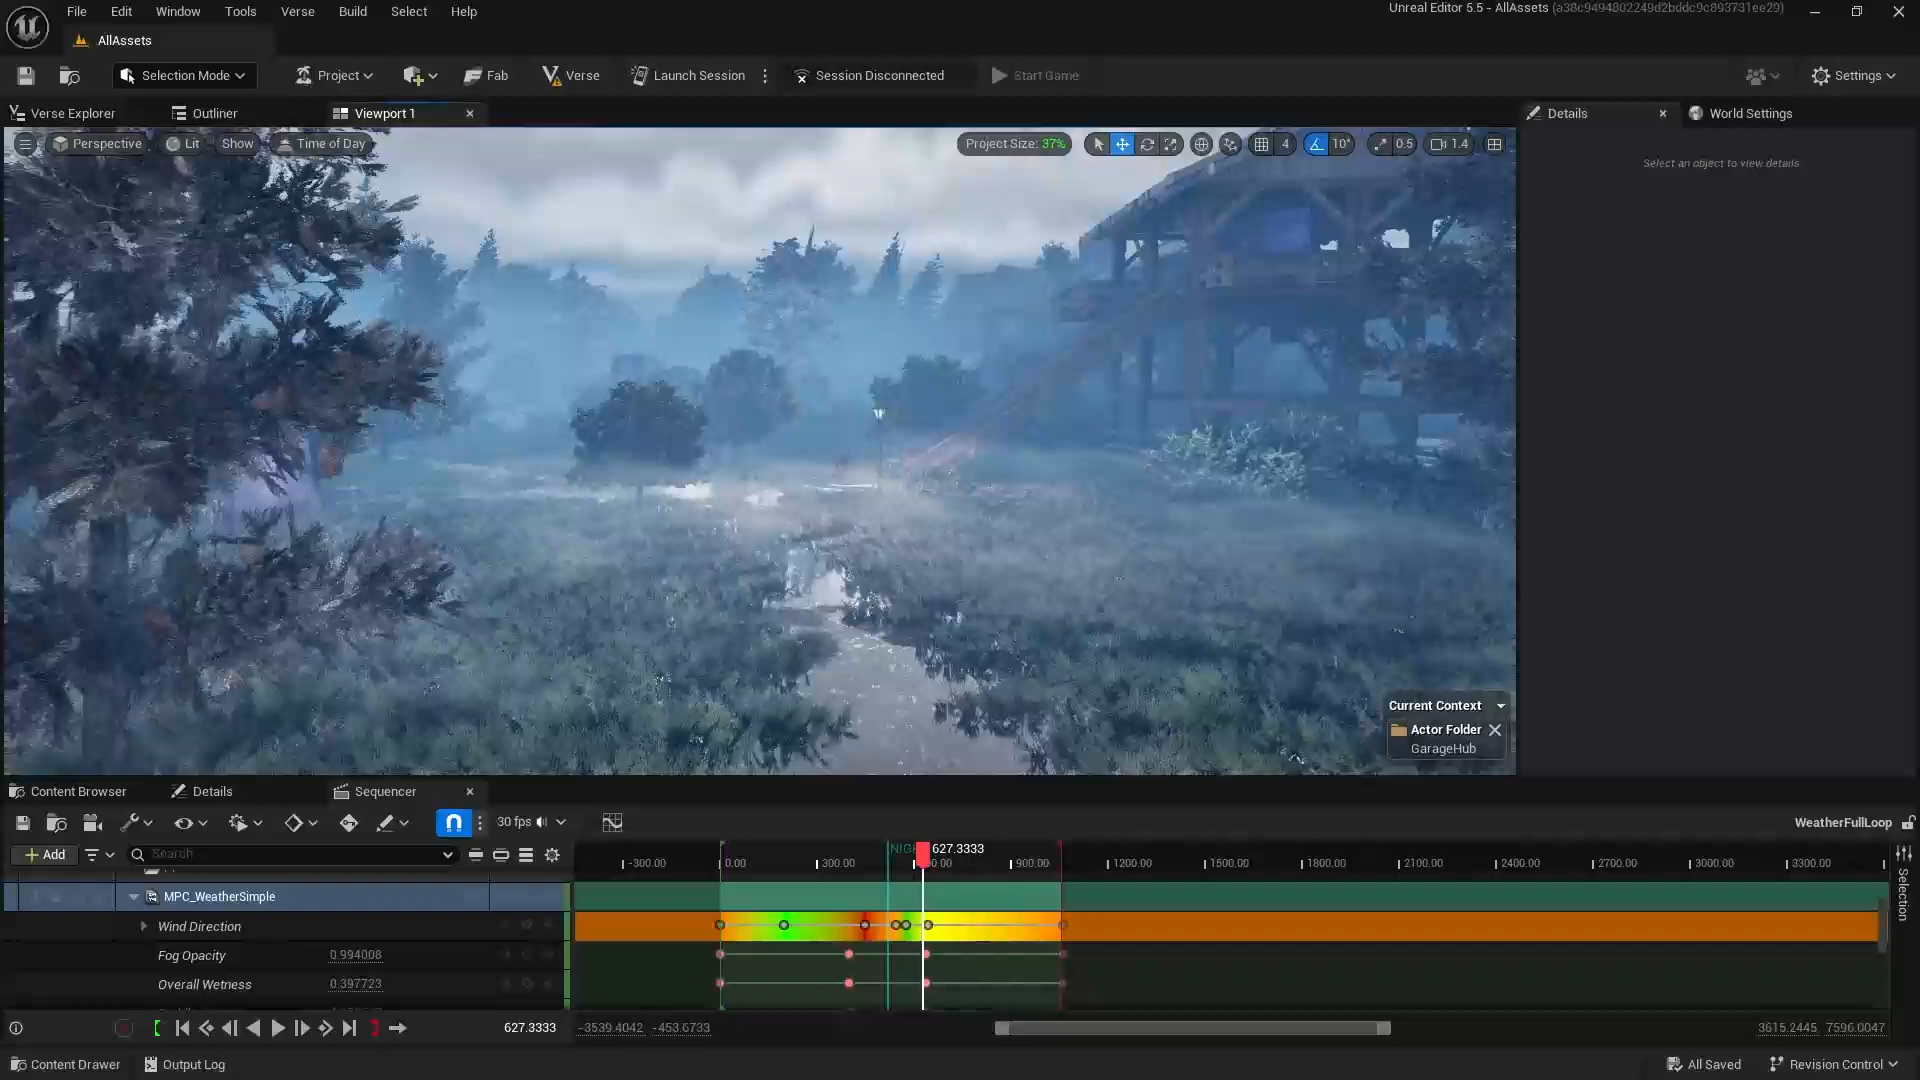 File Edit Window Tools Verse Build Select Help
Unreal Editor 5.5 - AllAssets (a38c9494802249d2bddc9c893731ee29)
AllAssets
Selection Mode Project Fab Verse Launch Session Session Disconnected Start Game Settings
Verse Explorer Outliner Viewport 1 Details World Settings
Perspective Lit Show Time of Day Project Size: 37% 4 10° 0.5 1.4
Select an object to view details
Current Context
Actor Folder
GarageHub
Content Browser Details Sequencer
30 fps WeatherFullLoop
627.3333
Add Search
-300.00 0.00 300.00 900.00 1200.00 1500.00 1800.00 2100.00 2400.00 2700.00 3000.00 3300.00
Selection
MPC_WeatherSimple
Wind Direction
Fog Opacity 0.994008
Overall Wetness 0.397723
627.3333 -3539.4042 -453.6733 3615.2445 7596.0047
Content Drawer Output Log All Saved Revision Control